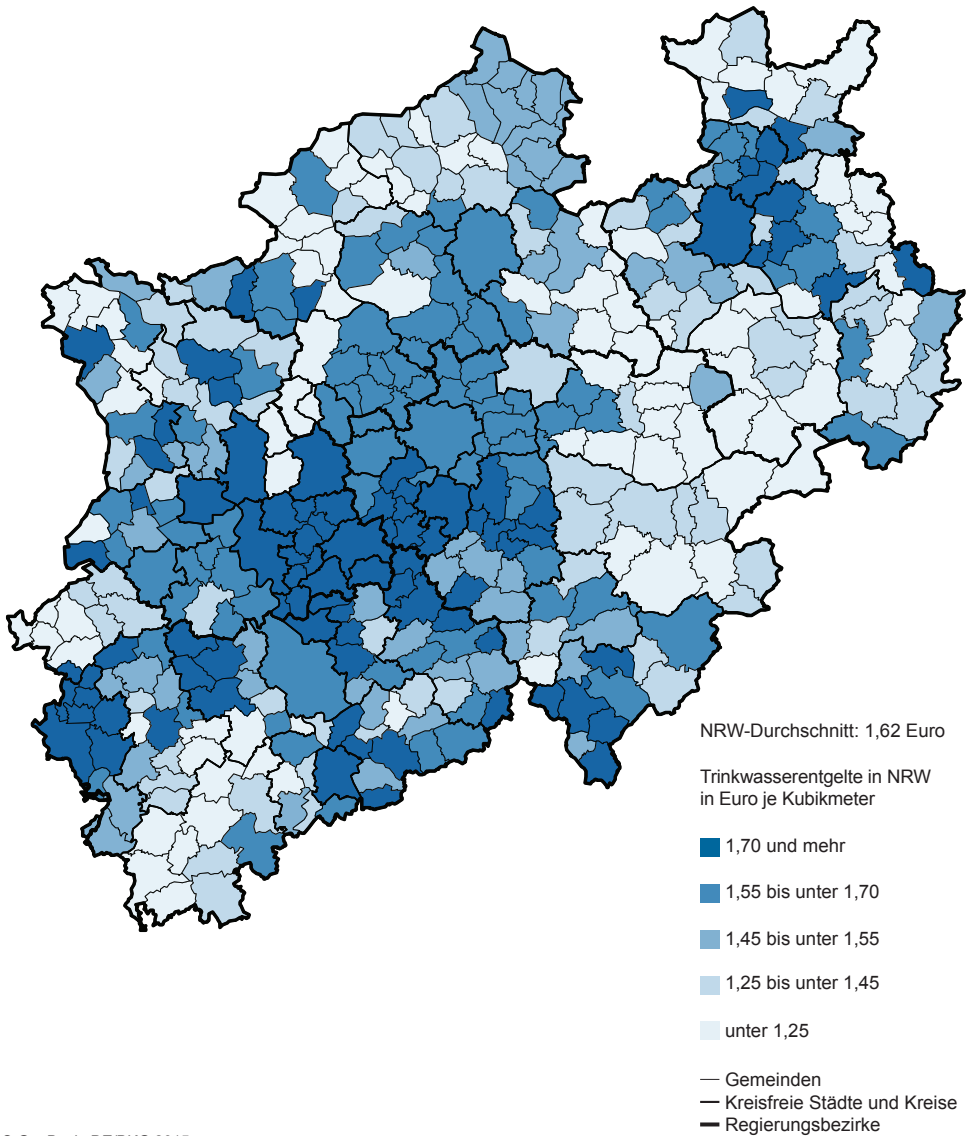 NRW-Durchschnitt: 1,62 Euro
Trinkwasserentgelte in NRW
in Euro je Kubikmeter
1,70 und mehr
1,55 bis unter 1,70
1,45 bis unter 1,55
1,25 bis unter 1,45
unter 1,25
Gemeinden
Kreisfreie Städte und Kreise
Regierungsbezirke